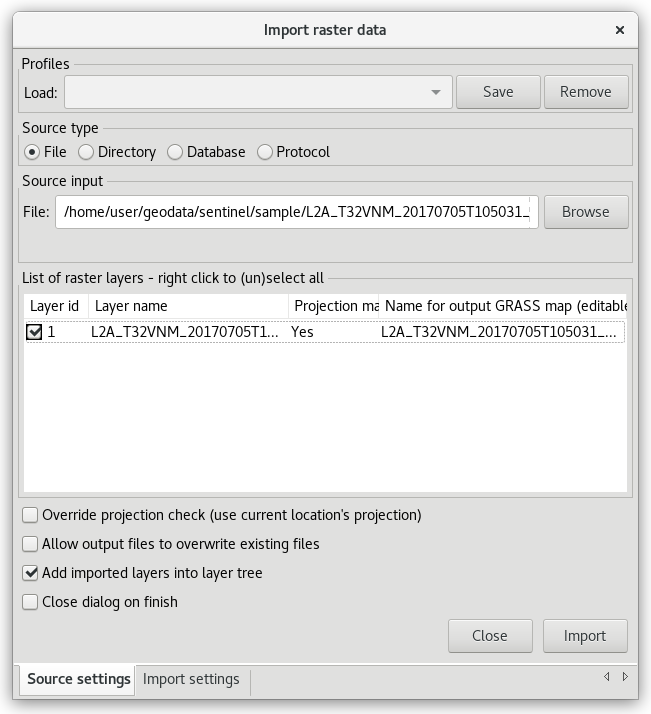 Import raster data
Profiles
Load: Save Remove
Source type
File Directory Database Protocol
Source input
File: /home/user/geodata/sentinel/sample/L2A_T32VNM_20170705T105031_ Browse
List of raster layers - right click to (un)select all
Layer id Layer name Projection ma Name for output GRASS map (editable
1 L2A_T32VNM_20170705T1... Yes L2A_T32VNM_20170705T105031_...
Override projection check (use current location's projection)
Allow output files to overwrite existing files
Add imported layers into layer tree
Close dialog on finish
Close Import
Source settings Import settings